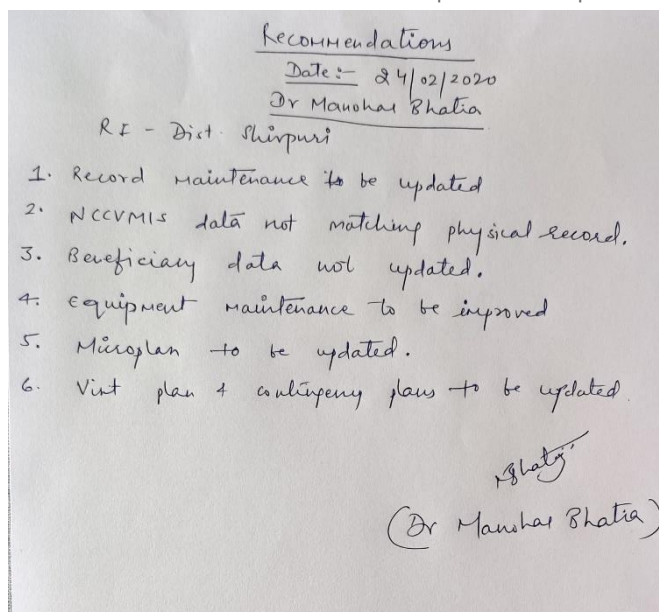 Recommendations
Date :- 24/02/2020
Dr Manohar Bhatia
RI - Dist. Shivpuri
1. Record maintenance to be updated
2. NCCVMIS data not matching physical record.
3. Beneficiary data not updated.
4. Equipment maintenance to be improved
5. Microplan to be updated.
6. Visit plan & contingency plans to be updated.
Bhatia
(Dr Manohar Bhatia)